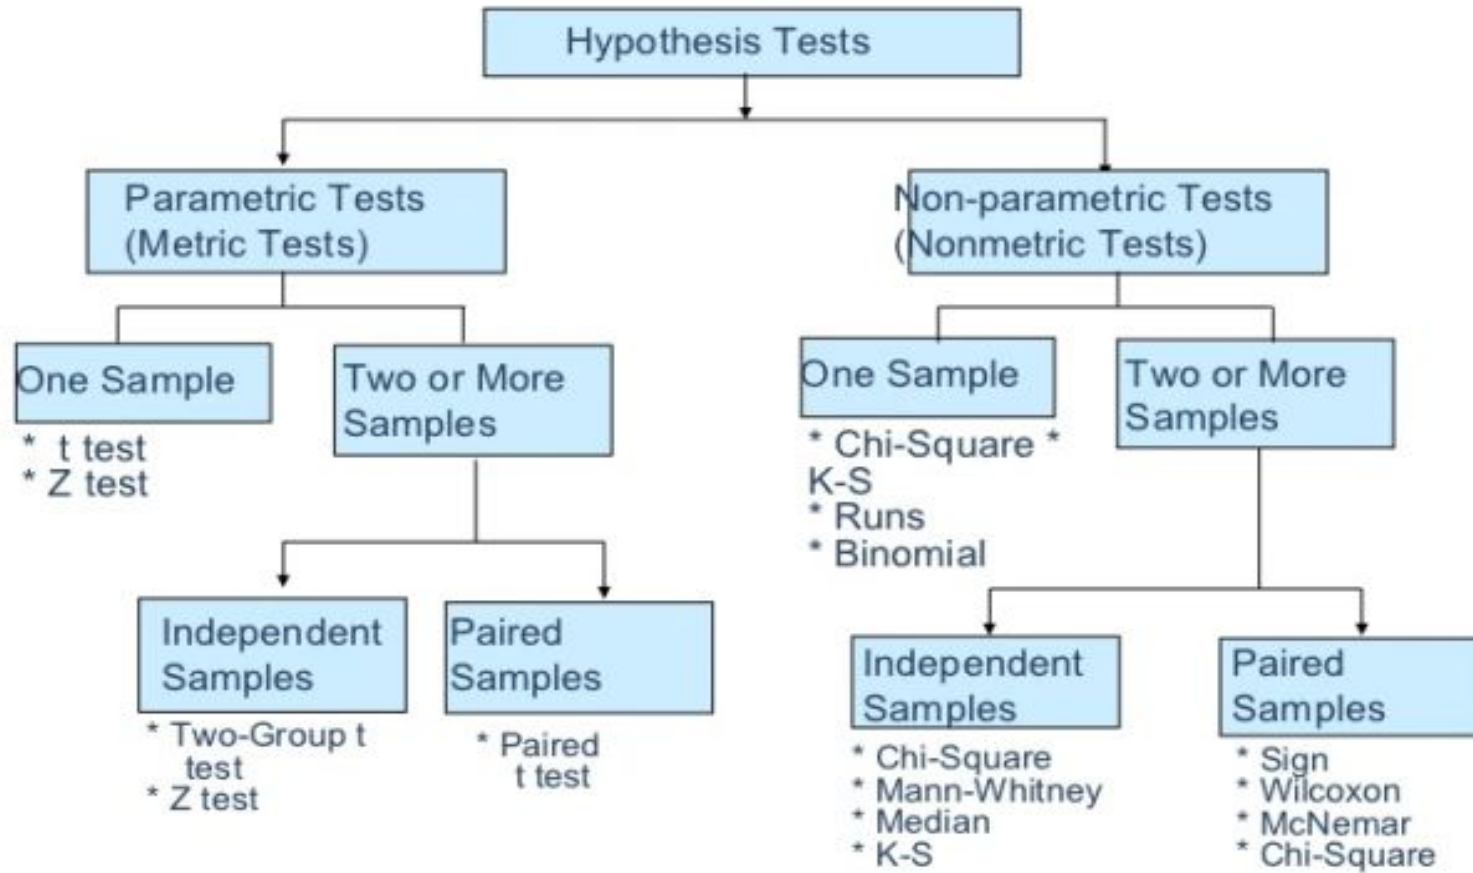 Hypothesis Tests
Parametric Tests
(Metric Tests)
Non-parametric Tests
(Nonmetric Tests)
One Sample
* t test
* Z test
Two or More
Samples
One Sample
* Chi-Square *
K-S
* Runs
* Binomial
Two or More
Samples
Independent
Samples
* Two-Group t
test
* Z test
Paired
Samples
* Paired
t test
Independent
Samples
* Chi-Square
* Mann-Whitney
* Median
* K-S
Paired
Samples
* Sign
* Wilcoxon
* McNemar
* Chi-Square